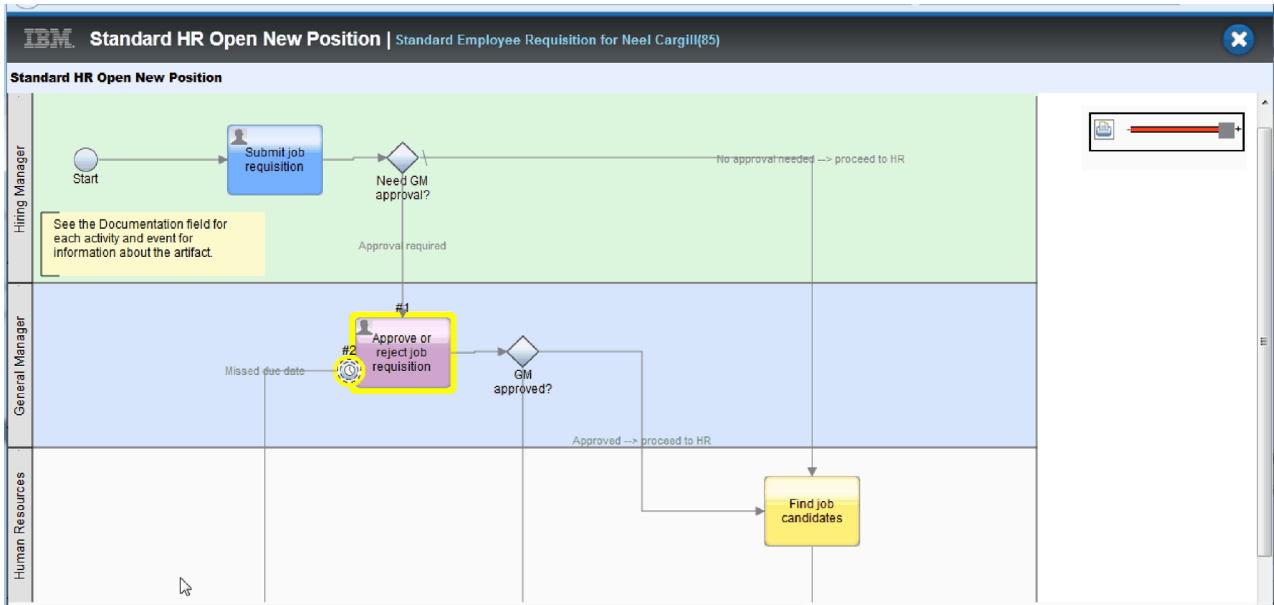 IBM. Standard HR Open New Position | Standard Employee Requisition for Neel Cargill(85)
Standard HR Open New Position
Hiring Manager
Start
Submit job
requisition
Need GM
approval?
No approval needed --> proceed to HR
See the Documentation field for
each activity and event for
information about the artifact.
Approval required
General Manager
#1
Approve or
reject job
requisition
#2
Missed due date
GM
approved?
Approved --> proceed to HR
Human Resources
Find job
candidates
- +